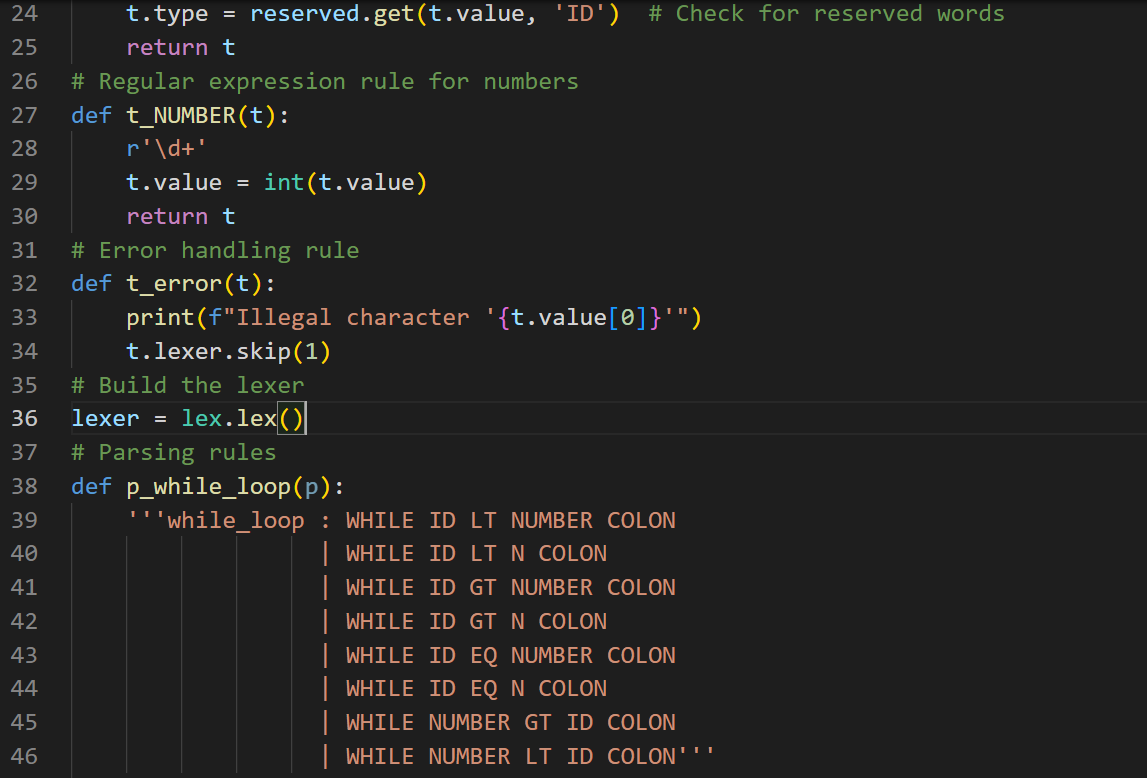 24 t.type = reserved.get(t.value, 'ID')  # Check for reserved words
25 return t
26 # Regular expression rule for numbers
27 def t_NUMBER(t):
28 r'\d+'
29 t.value = int(t.value)
30 return t
31 # Error handling rule
32 def t_error(t):
33 print(f"Illegal character '{t.value[0]}'")
34 t.lexer.skip(1)
35 # Build the lexer
36 lexer = lex.lex()
37 # Parsing rules
38 def p_while_loop(p):
39 '''while_loop : WHILE ID LT NUMBER COLON
40 | WHILE ID LT N COLON
41 | WHILE ID GT NUMBER COLON
42 | WHILE ID GT N COLON
43 | WHILE ID EQ NUMBER COLON
44 | WHILE ID EQ N COLON
45 | WHILE NUMBER GT ID COLON
46 | WHILE NUMBER LT ID COLON'''